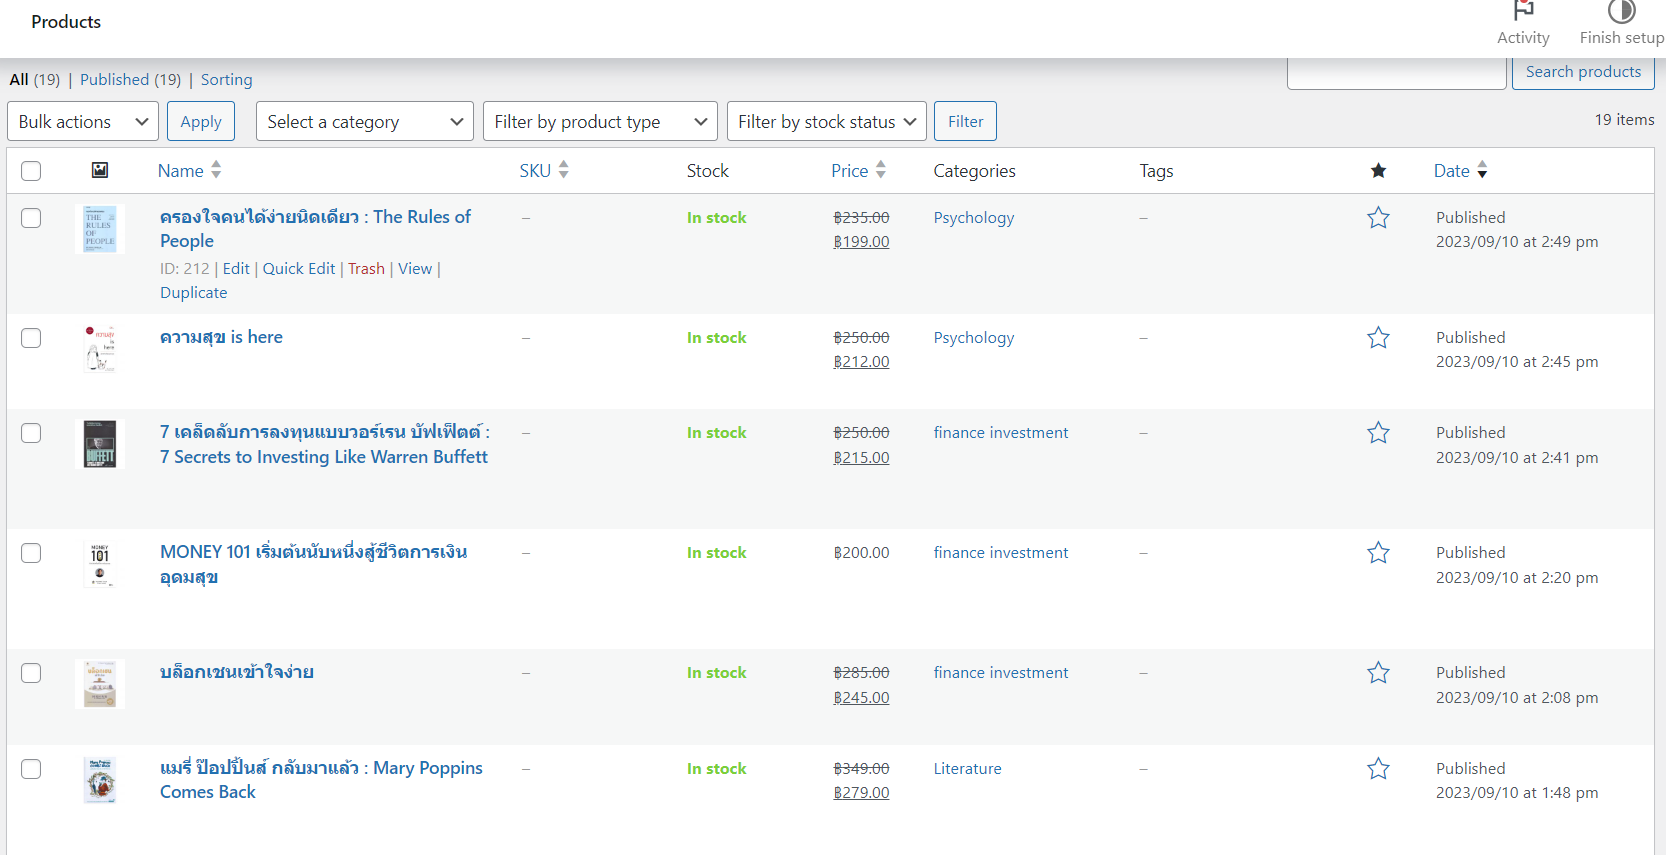 Products
Activity
Finish setup
All (19) | Published (19) | Sorting
Search products
Bulk actions
Apply
Select a category
Filter by product type
Filter by stock status
Filter
19 items
Name
SKU
Stock
Price
Categories
Tags
Date
THE
RULES
OF
PEOPLE
ครองใจคนได้ง่ายนิดเดียว : The Rules of
People
ID: 212 | Edit | Quick Edit | Trash | View |
Duplicate
–
In stock
฿235.00
฿199.00
Psychology
–
Published
2023/09/10 at 2:49 pm
ความสุข is here
–
In stock
฿250.00
฿212.00
Psychology
–
Published
2023/09/10 at 2:45 pm
BUFFETT
7 เคล็ดลับการลงทุนแบบวอร์เรน บัฟเฟ็ตต์ :
7 Secrets to Investing Like Warren Buffett
–
In stock
฿250.00
฿215.00
finance investment
–
Published
2023/09/10 at 2:41 pm
MONEY
101
MONEY 101 เริ่มต้นนับหนึ่งสู้ชีวิตการเงิน
อุดมสุข
–
In stock
฿200.00
finance investment
–
Published
2023/09/10 at 2:20 pm
บล็อกเชนเข้าใจง่าย
–
In stock
฿285.00
฿245.00
finance investment
–
Published
2023/09/10 at 2:08 pm
แมรี่ ป๊อปปิ้นส์ กลับมาแล้ว : Mary Poppins
Comes Back
–
In stock
฿349.00
฿279.00
Literature
–
Published
2023/09/10 at 1:48 pm